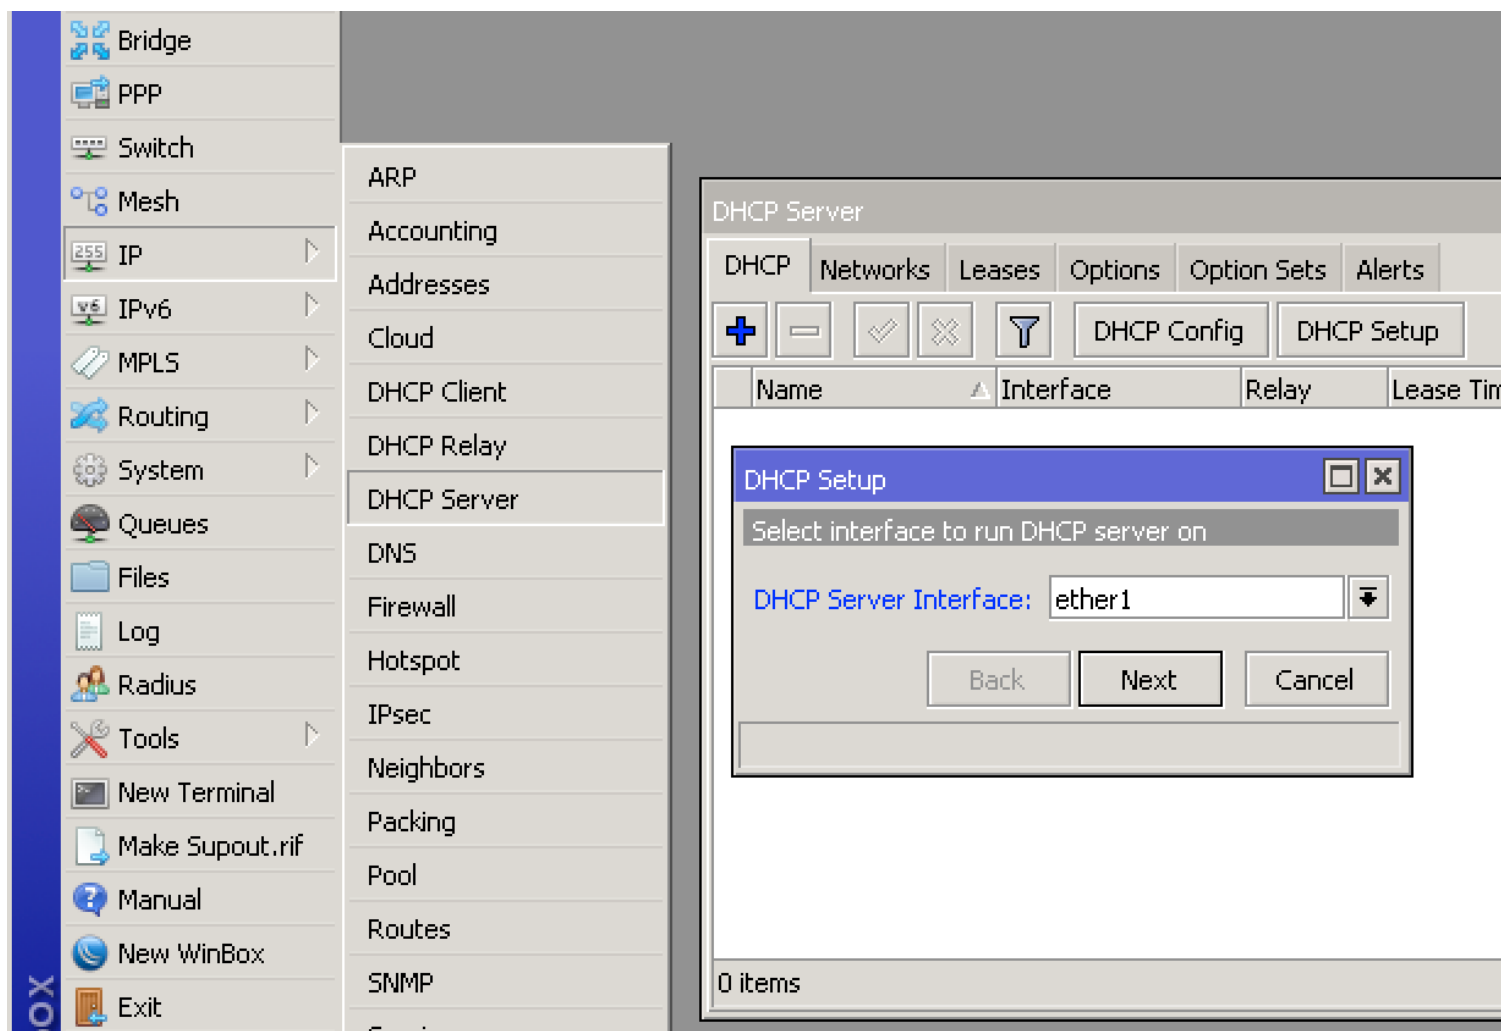 Bridge
PPP
Switch
Mesh
255 IP
v6 IPv6
MPLS
Routing
System
Queues
Files
Log
Radius
Tools
New Terminal
Make Supout.rif
Manual
New WinBox
Exit
ARP
Accounting
Addresses
Cloud
DHCP Client
DHCP Relay
DHCP Server
DNS
Firewall
Hotspot
IPsec
Neighbors
Packing
Pool
Routes
SNMP
DHCP Server
DHCP Networks Leases Options Option Sets Alerts
DHCP Config DHCP Setup
Name Interface Relay Lease Tim
DHCP Setup
Select interface to run DHCP server on
DHCP Server Interface: ether1
Back Next Cancel
0 items